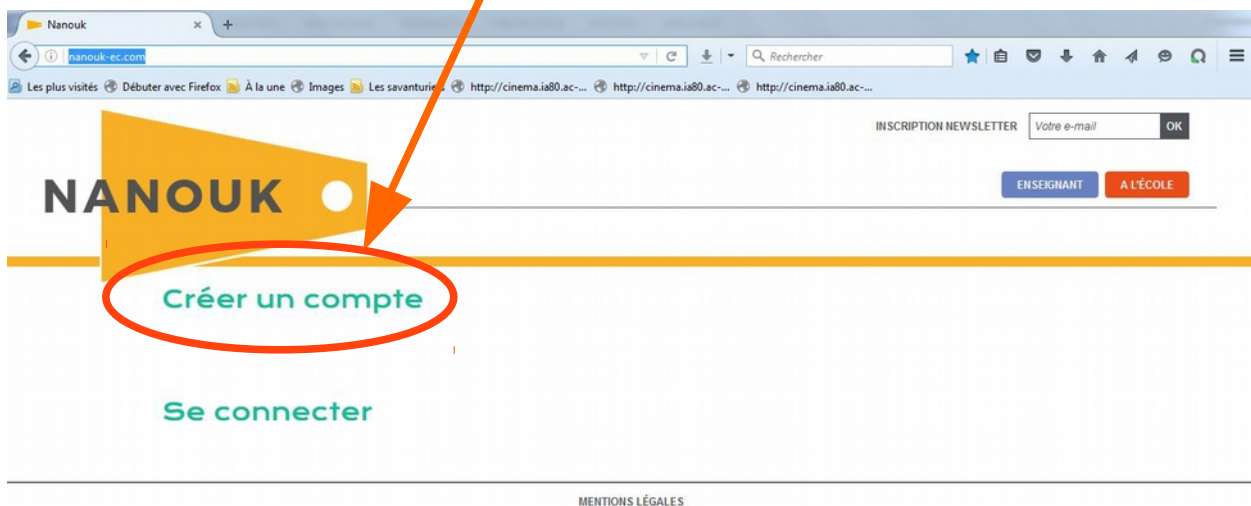 Nanouk
nanouk-ec.com
Rechercher
Les plus visités Débuter avec Firefox À la une Images Les savanturie... http://cinema.ia80.ac-... http://cinema.ia80.ac-... http://cinema.ia80.ac-...
INSCRIPTION NEWSLETTER Votre e-mail OK
NANOUK
ENSEIGNANT A L'ÉCOLE
Créer un compte
Se connecter
MENTIONS LÉGALES